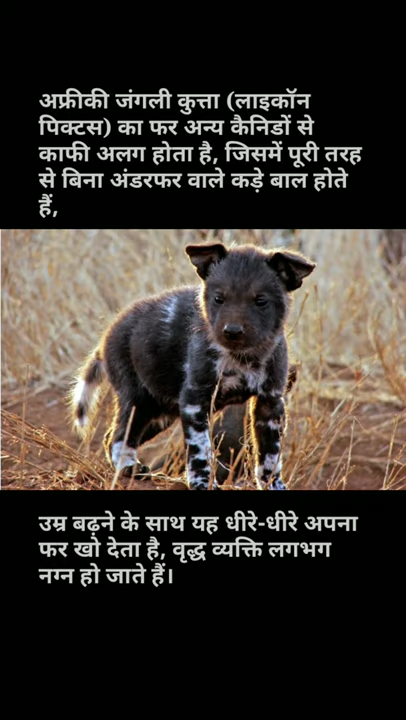 अफ्रीकी जंगली कुत्ता (लाइकॉन
पिक्टस) का फर अन्य कैनिडों से
काफी अलग होता है, जिसमें पूरी तरह
से बिना अंडरफर वाले कड़े बाल होते
हैं,
उम्र बढ़ने के साथ यह धीरे-धीरे अपना
फर खो देता है, वृद्ध व्यक्ति लगभग
नग्न हो जाते हैं।